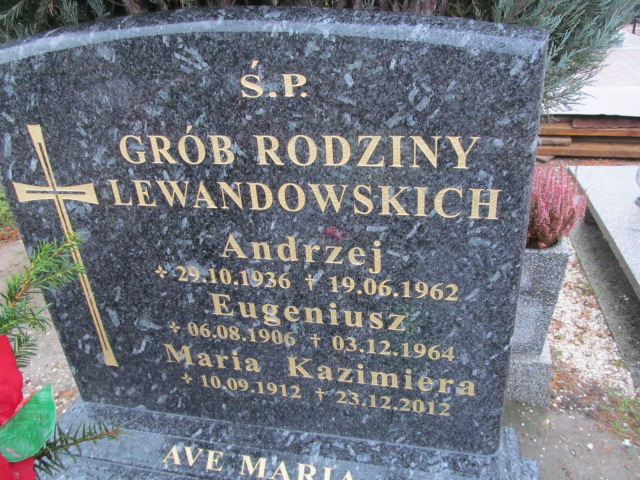 Ś.P.
GRÓB RODZINY
LEWANDOWSKICH
Andrzej
* 29.10.1936 † 19.06.1962
Eugeniusz
* 06.08.1906 † 03.12.1964
Maria Kazimiera
* 10.09.1912 † 23.12.2012
AVE MARIA